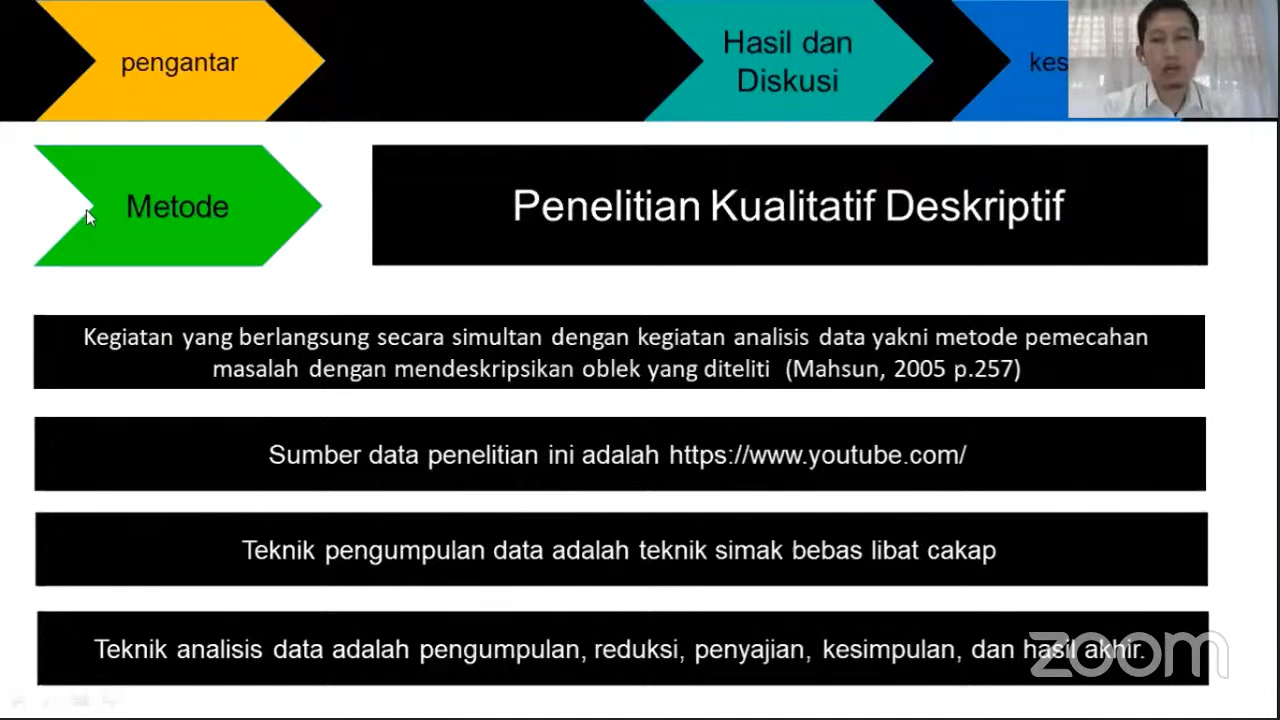 pengantar
Hasil dan
Diskusi
kes
Metode
Penelitian Kualitatif Deskriptif
Kegiatan yang berlangsung secara simultan dengan kegiatan analisis data yakni metode pemecahan
masalah dengan mendeskripsikan oblek yang diteliti (Mahsun, 2005 p.257)
Sumber data penelitian ini adalah https://www.youtube.com/
Teknik pengumpulan data adalah teknik simak bebas libat cakap
Teknik analisis data adalah pengumpulan, reduksi, penyajian, kesimpulan, dan hasil akhir.
zoom